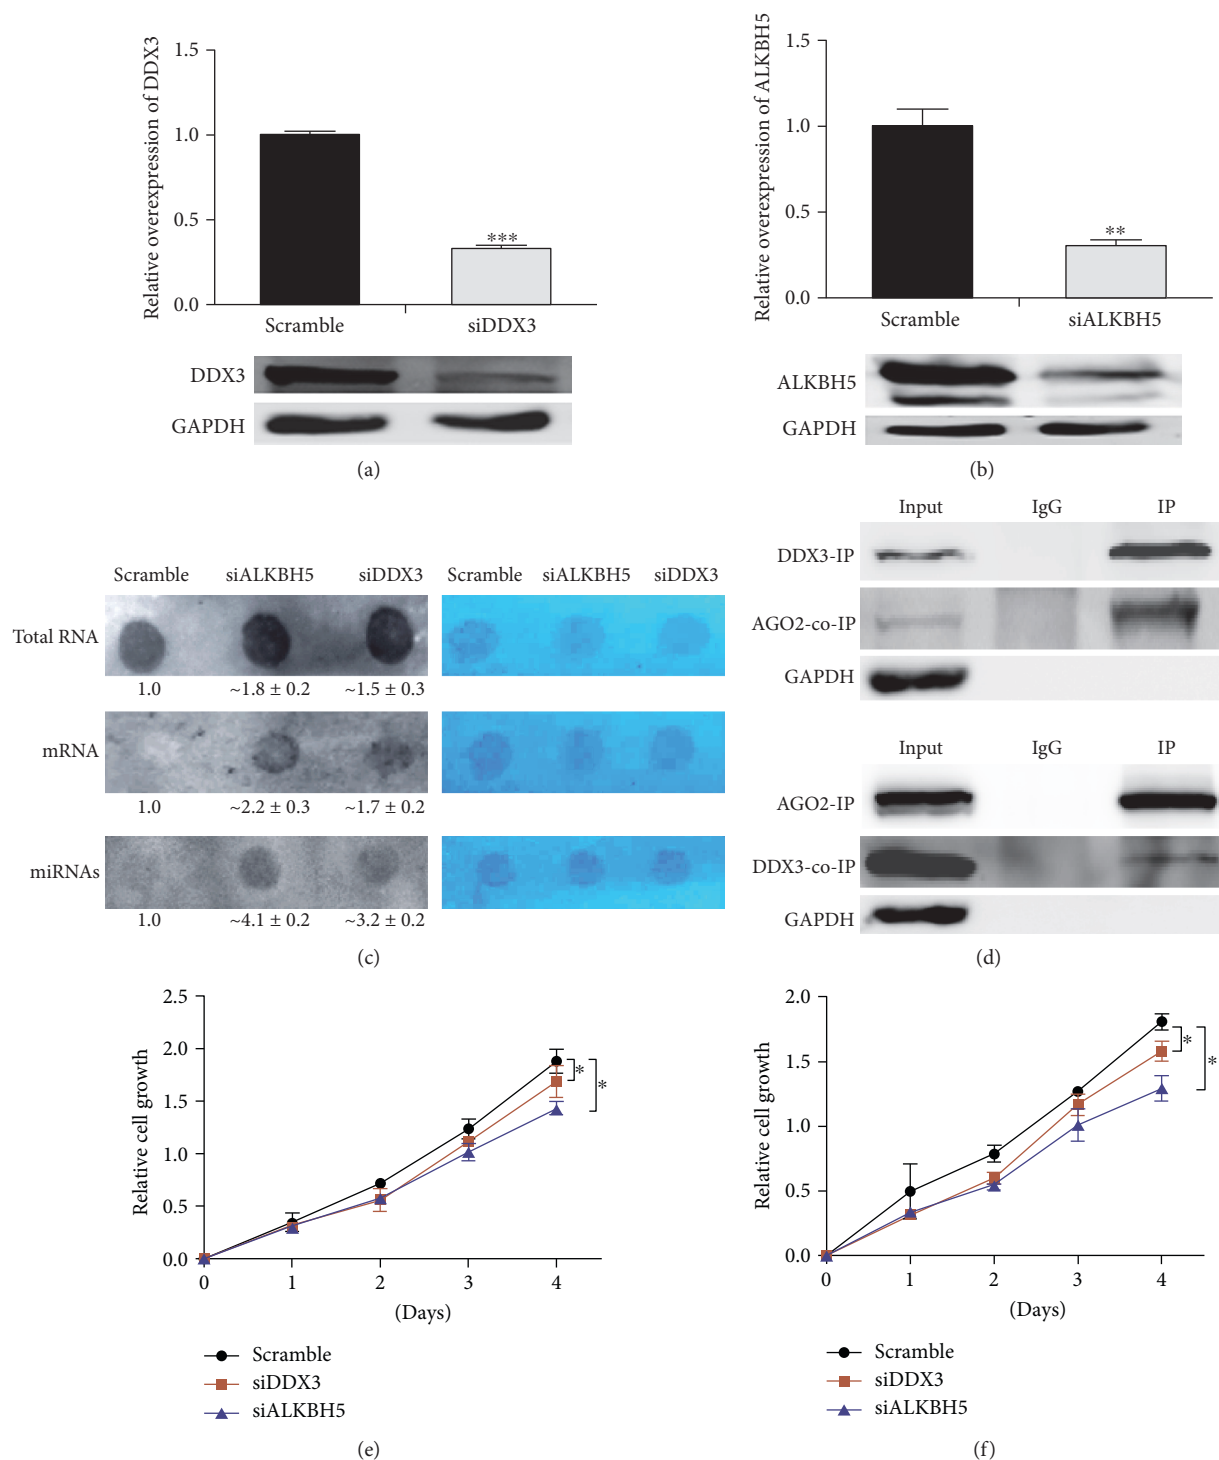 Relative overexpression of DDX3
1.5
1.0
0.5
0.0
***
Scramble
siDDX3
DDX3
GAPDH
(a)
Relative overexpression of ALKBH5
1.5
1.0
0.5
0.0
**
Scramble
siALKBH5
ALKBH5
GAPDH
(b)
Scramble siALKBH5 siDDX3
Scramble siALKBH5 siDDX3
Total RNA
1.0 ~1.8 ± 0.2 ~1.5 ± 0.3
mRNA
1.0 ~2.2 ± 0.3 ~1.7 ± 0.2
miRNAs
1.0 ~4.1 ± 0.2 ~3.2 ± 0.2
(c)
Input IgG IP
DDX3-IP
AGO2-co-IP
GAPDH
Input IgG IP
AGO2-IP
DDX3-co-IP
GAPDH
(d)
Relative cell growth
2.5
2.0
1.5
1.0
0.5
0.0
*
*
0 1 2 3 4
(Days)
Scramble
siDDX3
siALKBH5
(e)
Relative cell growth
2.0
1.5
1.0
0.5
0.0
*
*
0 1 2 3 4
(Days)
Scramble
siDDX3
siALKBH5
(f)